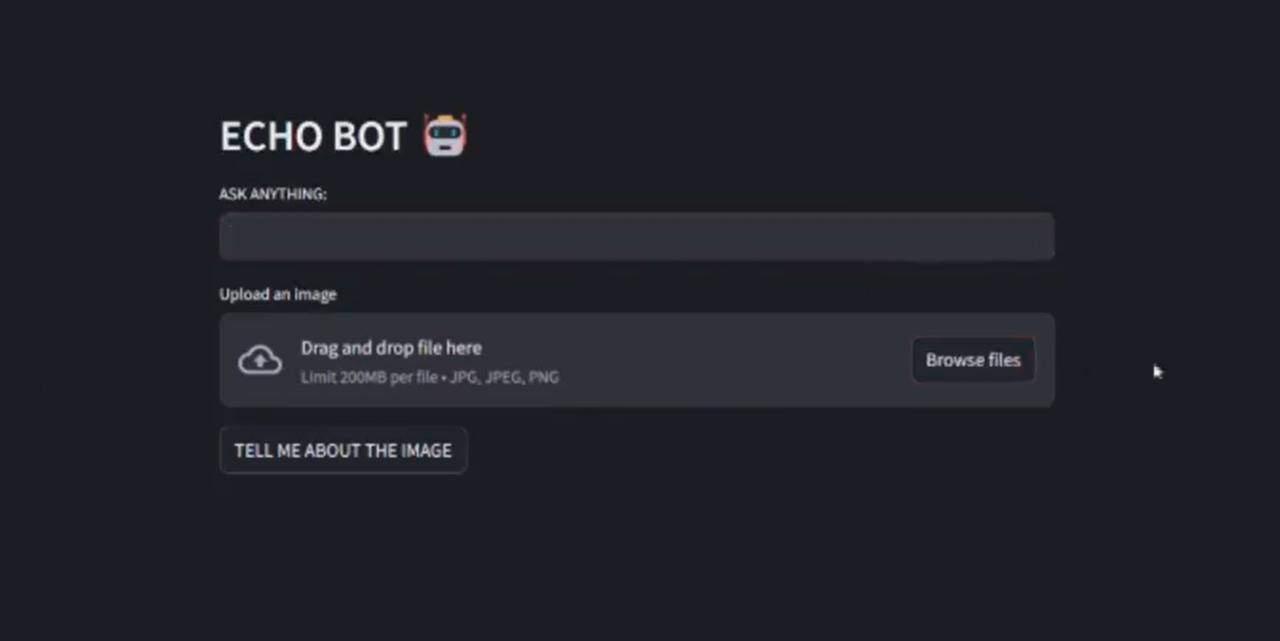 ECHO BOT
ASK ANYTHING:
Upload an image
Drag and drop file here
Limit 200MB per file • JPG, JPEG, PNG
Browse files
TELL ME ABOUT THE IMAGE